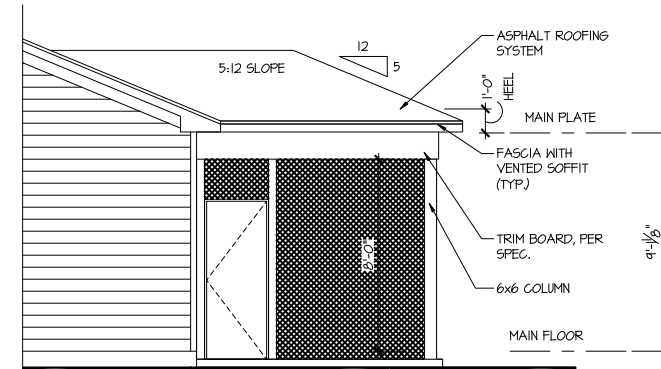 12
5
5:12 SLOPE
ASPHALT ROOFING
SYSTEM
1'-0"
HEEL
MAIN PLATE
FASCIA WITH
VENTED SOFFIT
(TYP.)
8'-0"
TRIM BOARD, PER
SPEC.
9'-1/8"
6x6 COLUMN
MAIN FLOOR